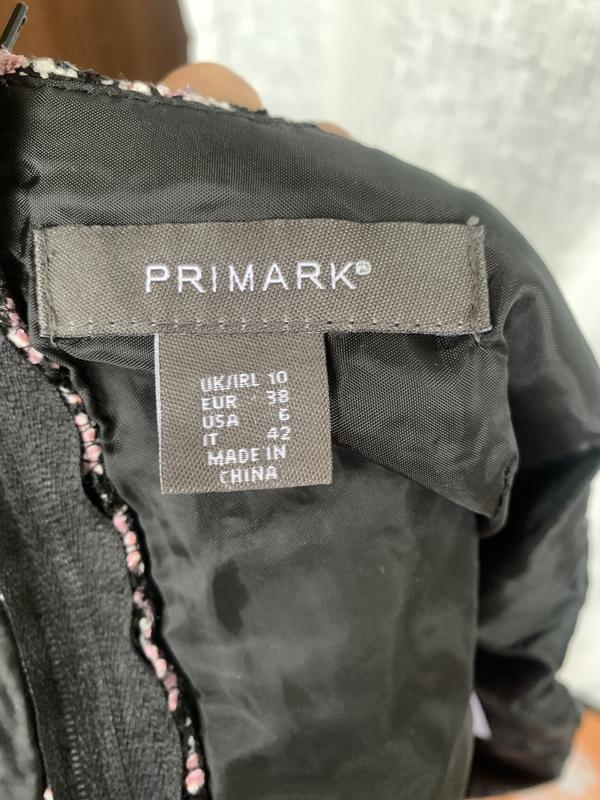 PRIMARK®
UK/IRL 10
EUR 38
USA 6
IT 42
MADE IN
CHINA